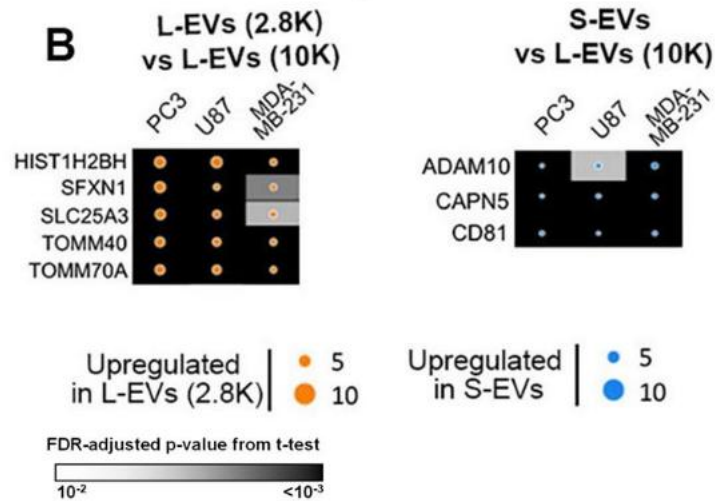 B
L-EVs (2.8K)
vs L-EVs (10K)
PC3
U87
MDA-
MB-231
HIST1H2BH
SFXN1
SLC25A3
TOMM40
TOMM70A
S-EVs
vs L-EVs (10K)
PC3
U87
MDA-
MB-231
ADAM10
CAPN5
CD81
Upregulated
in L-EVs (2.8K)
5
10
Upregulated
in S-EVs
5
10
FDR-adjusted p-value from t-test
10⁻²
<10⁻³